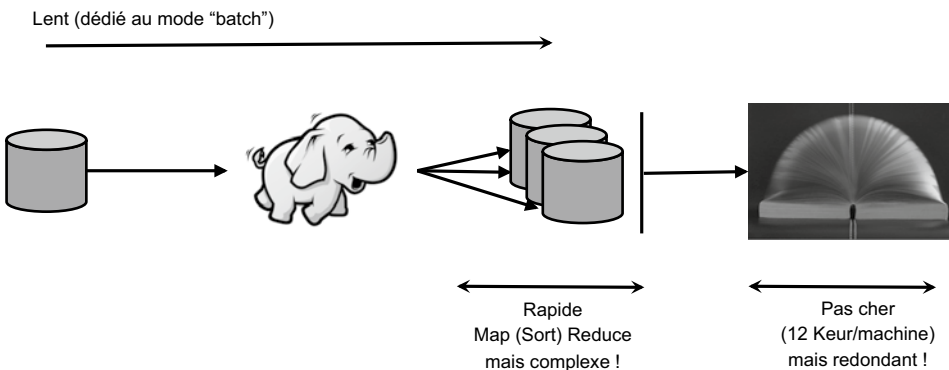 Lent (dédié au mode “batch”)
Rapide
Map (Sort) Reduce
mais complexe !
Pas cher
(12 Keur/machine)
mais redondant !